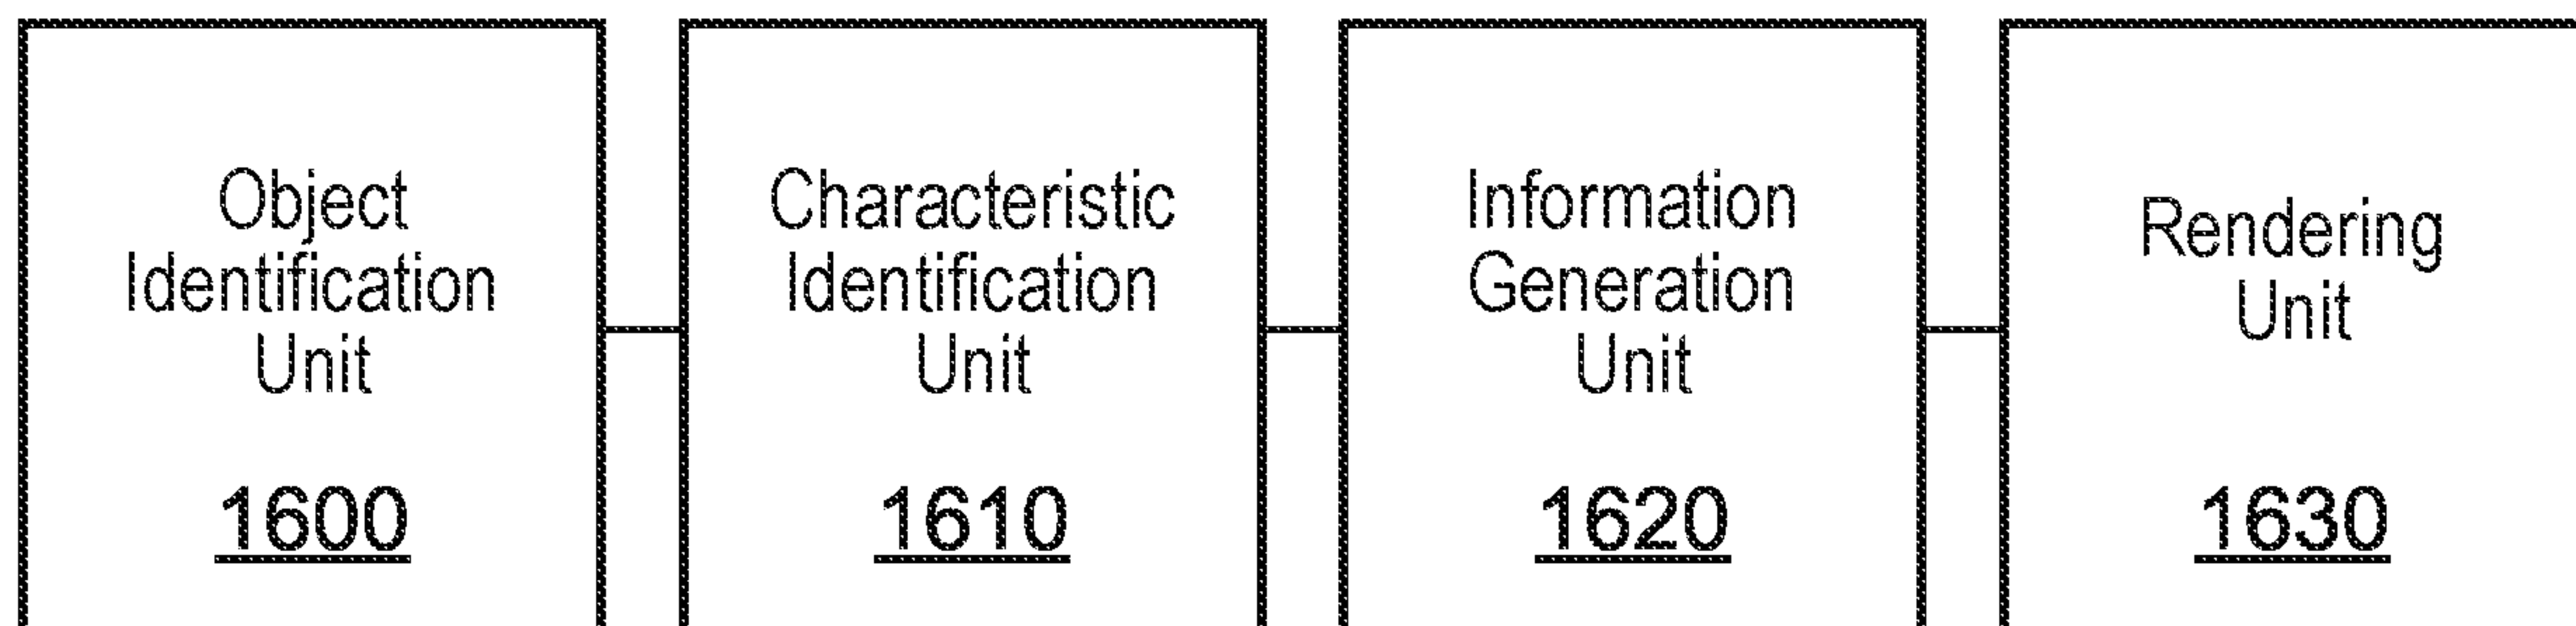 Object
Identification
Unit
1600
Characteristic
Identification
Unit
1610
Information
Generation
Unit
1620
Rendering
Unit
1630